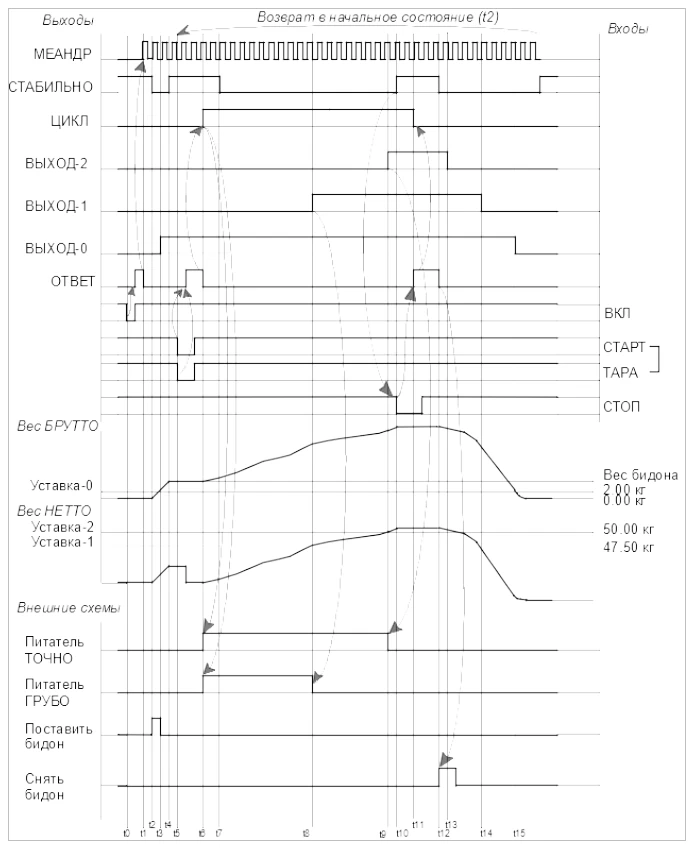 Выходы
Возврат в начальное состояние (t2)
Входы
МЕАНДР
СТАБИЛЬНО
ЦИКЛ
ВЫХОД-2
ВЫХОД-1
ВЫХОД-0
ОТВЕТ
ВКЛ
СТАРТ
ТАРА
СТОП
Вес БРУТТО
Уставка-0
Вес бидона
2.00 кг
0.00 кг
Вес НЕТТО
Уставка-2
50.00 кг
Уставка-1
47.50 кг
Внешние схемы
Питатель
ТОЧНО
Питатель
ГРУБО
Поставить
бидон
Снять
бидон
t0 t1 t2 t3 t4 t5 t6 t7 t8 t9 t10 t11 t12 t13 t14 t15